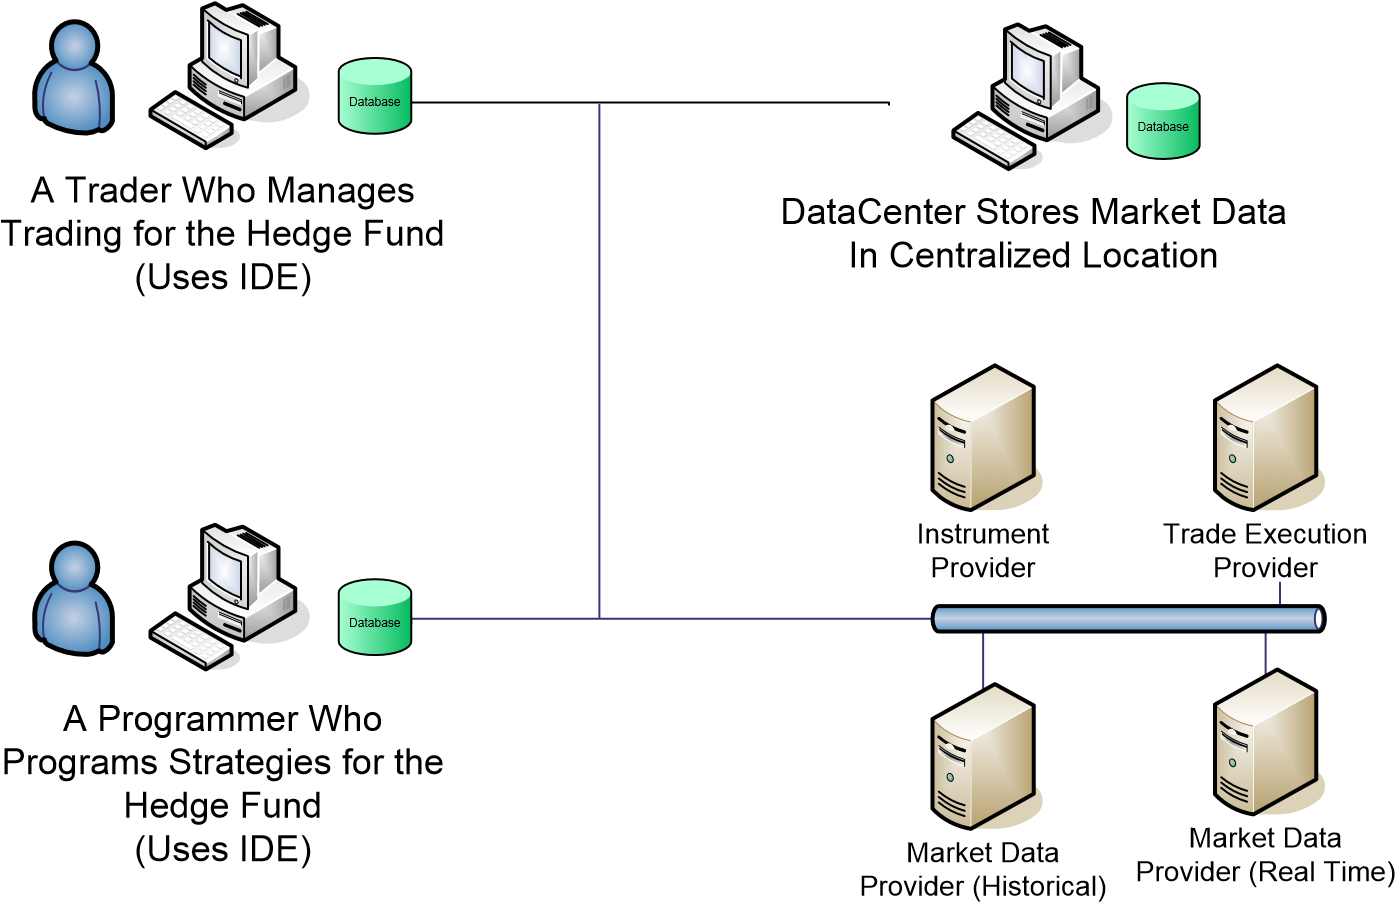 Database
A Trader Who Manages
Trading for the Hedge Fund
(Uses IDE)
Database
DataCenter Stores Market Data
In Centralized Location
Instrument
Provider
Trade Execution
Provider
Database
A Programmer Who
Programs Strategies for the
Hedge Fund
(Uses IDE)
Market Data
Provider (Historical)
Market Data
Provider (Real Time)